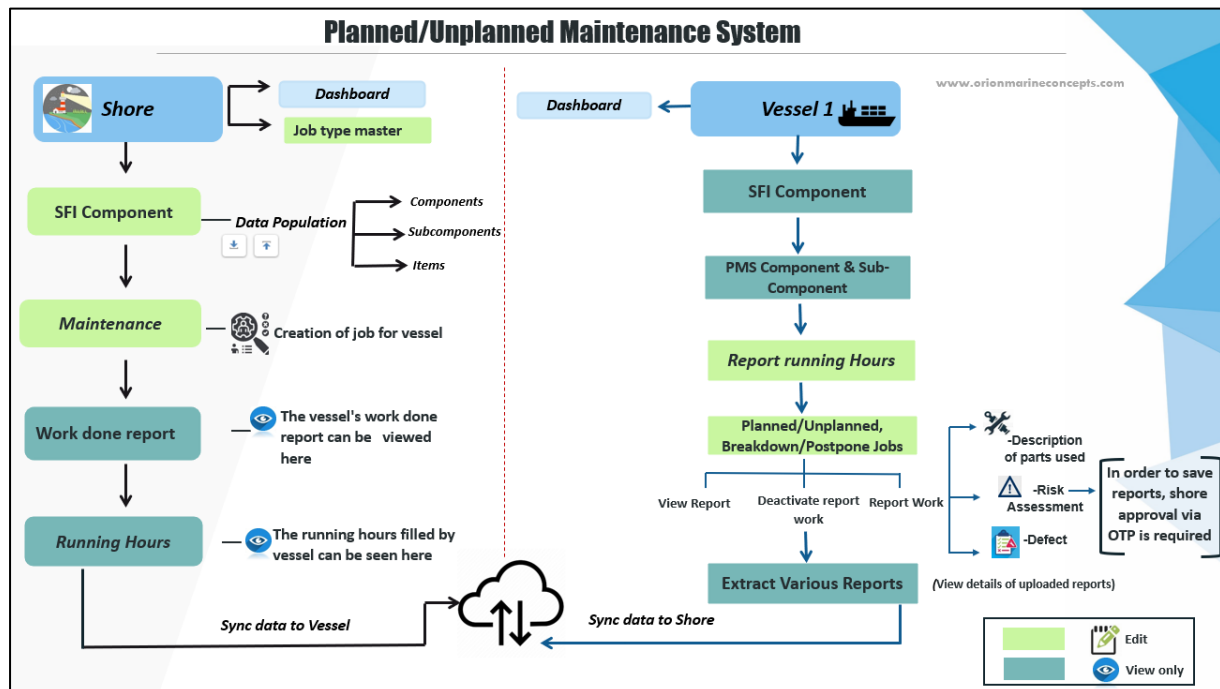 Planned/Unplanned Maintenance System
www.orionmarineconcepts.com
Shore
Dashboard
Job type master
SFI Component
Data Population
Components
Subcomponents
Items
Maintenance
Creation of job for vessel
Work done report
The vessel's work done
report can be viewed
here
Running Hours
The running hours filled by
vessel can be seen here
Sync data to Vessel
Dashboard
Vessel 1
SFI Component
PMS Component & Sub-
Component
Report running Hours
Planned/Unplanned,
Breakdown/Postpone Jobs
View Report
Deactivate report
work
Report Work
-Description
of parts used
-Risk
Assessment
-Defect
In order to save
reports, shore
approval via
OTP is required
Extract Various Reports
(View details of uploaded reports)
Sync data to Shore
Edit
View only